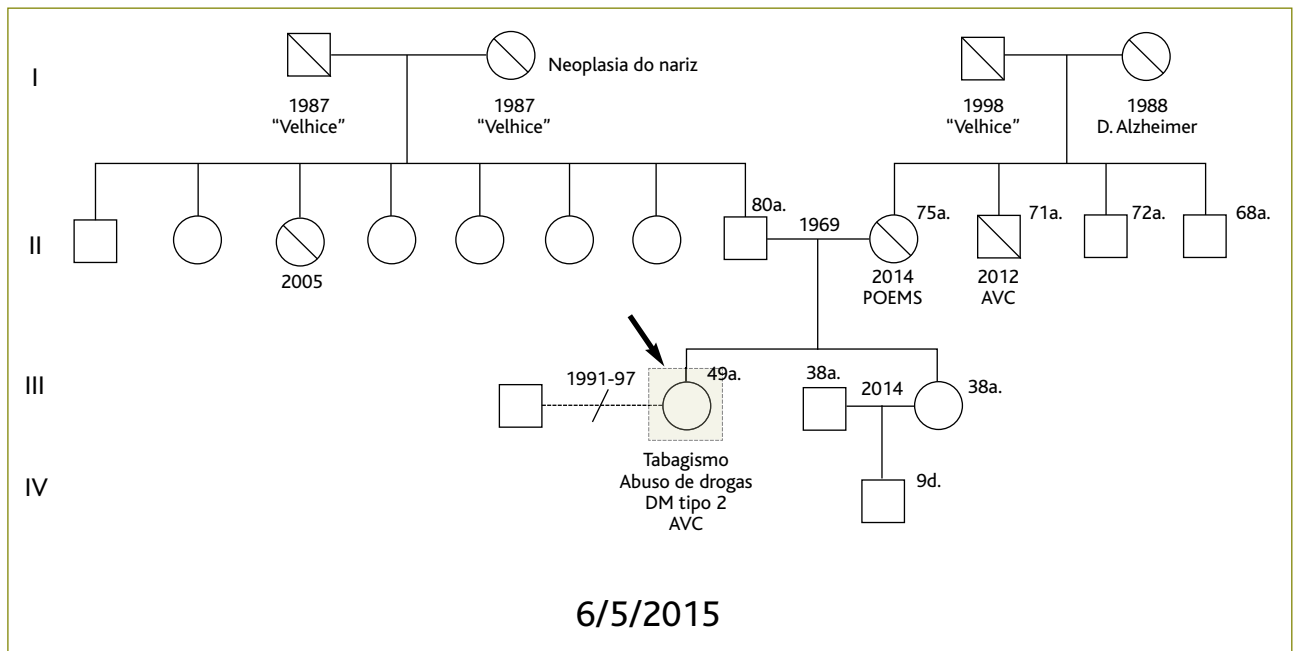 I
Neoplasia do nariz
1987
“Velhice”
1987
“Velhice”
1998
“Velhice”
1988
D. Alzheimer
II
2005
80a.
1969
75a.
2014
POEMS
71a.
2012
AVC
72a.
68a.
III
1991-97
49a.
Tabagismo
Abuso de drogas
DM tipo 2
AVC
38a.
2014
38a.
IV
9d.
6/5/2015